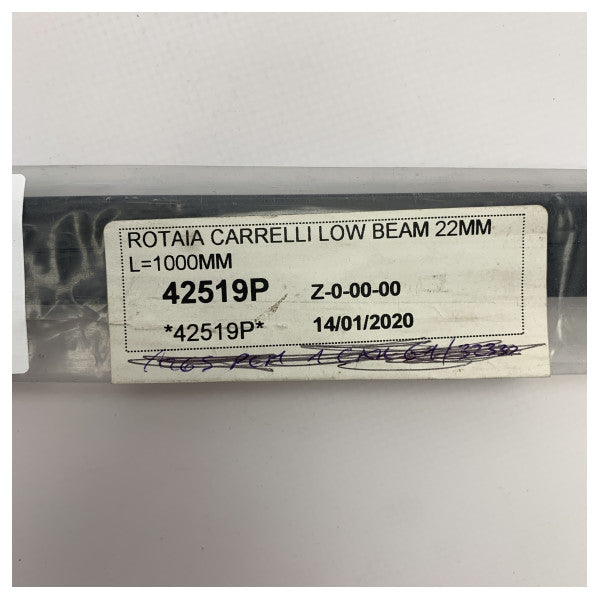 ROTAIA CARRELLI LOW BEAM 22MM
L=1000MM
42519P Z-0-00-00
*42519P* 14/01/2020